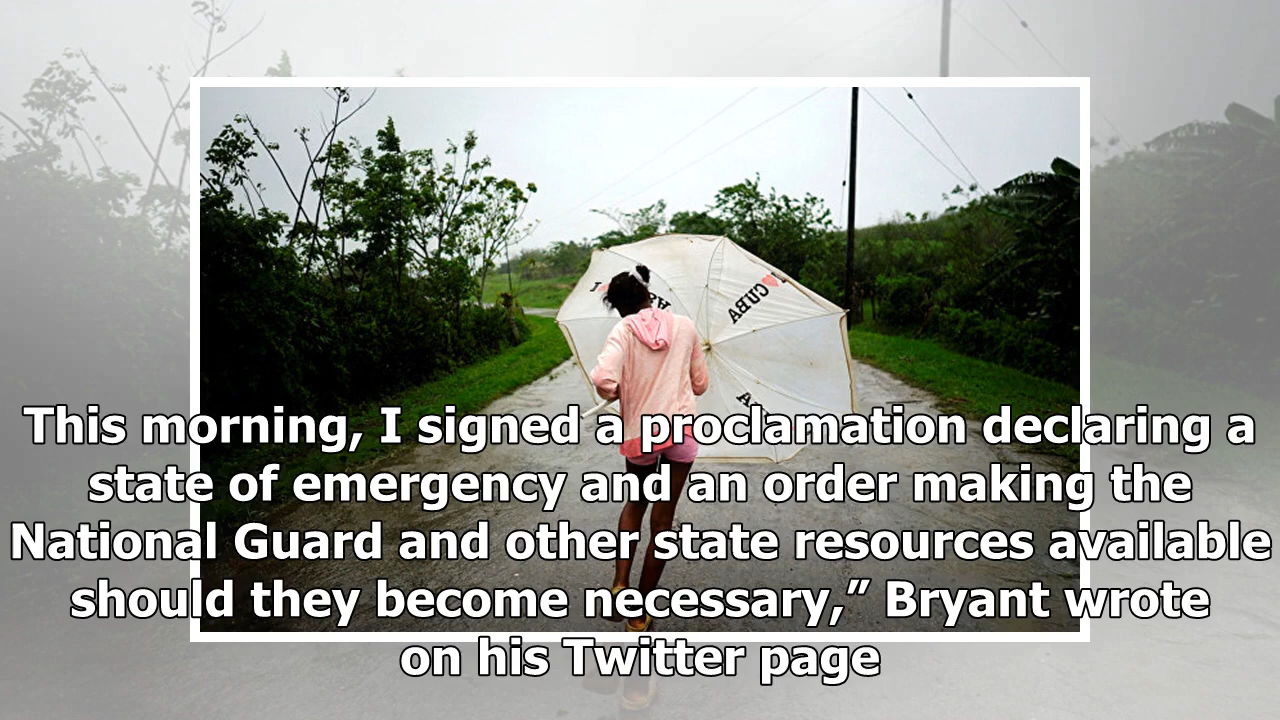 I
CUBA
This morning, I signed a proclamation declaring a
state of emergency and an order making the
National Guard and other state resources available
should they become necessary,” Bryant wrote
on his Twitter page